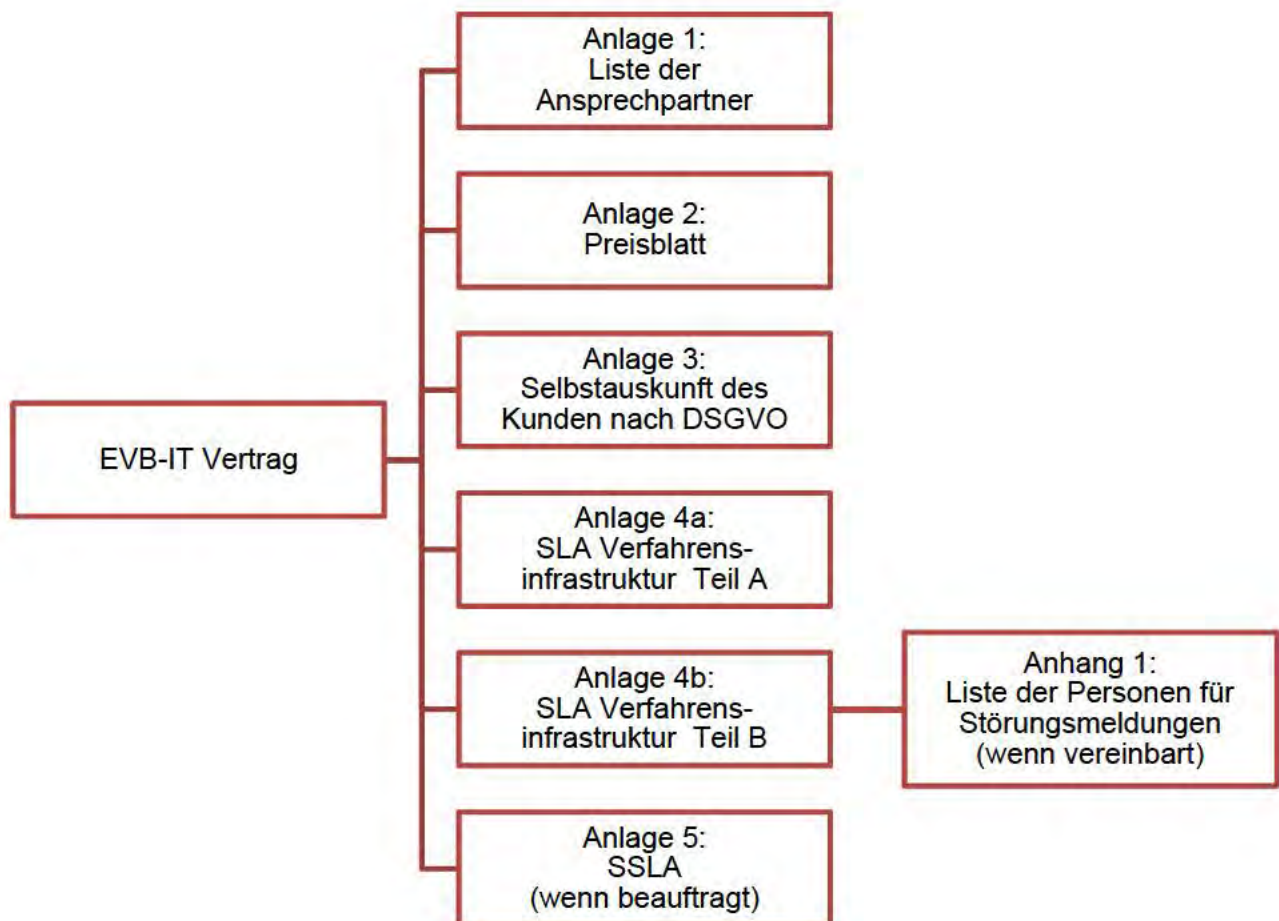 Anlage 1:
Liste der
Ansprechpartner
Anlage 2:
Preisblatt
Anlage 3:
Selbstauskunft des
Kunden nach DSGVO
EVB-IT Vertrag
Anlage 4a:
SLA Verfahrens-
infrastruktur Teil A
Anlage 4b:
SLA Verfahrens-
infrastruktur Teil B
Anhang 1:
Liste der Personen für
Störungsmeldungen
(wenn vereinbart)
Anlage 5:
SSLA
(wenn beauftragt)